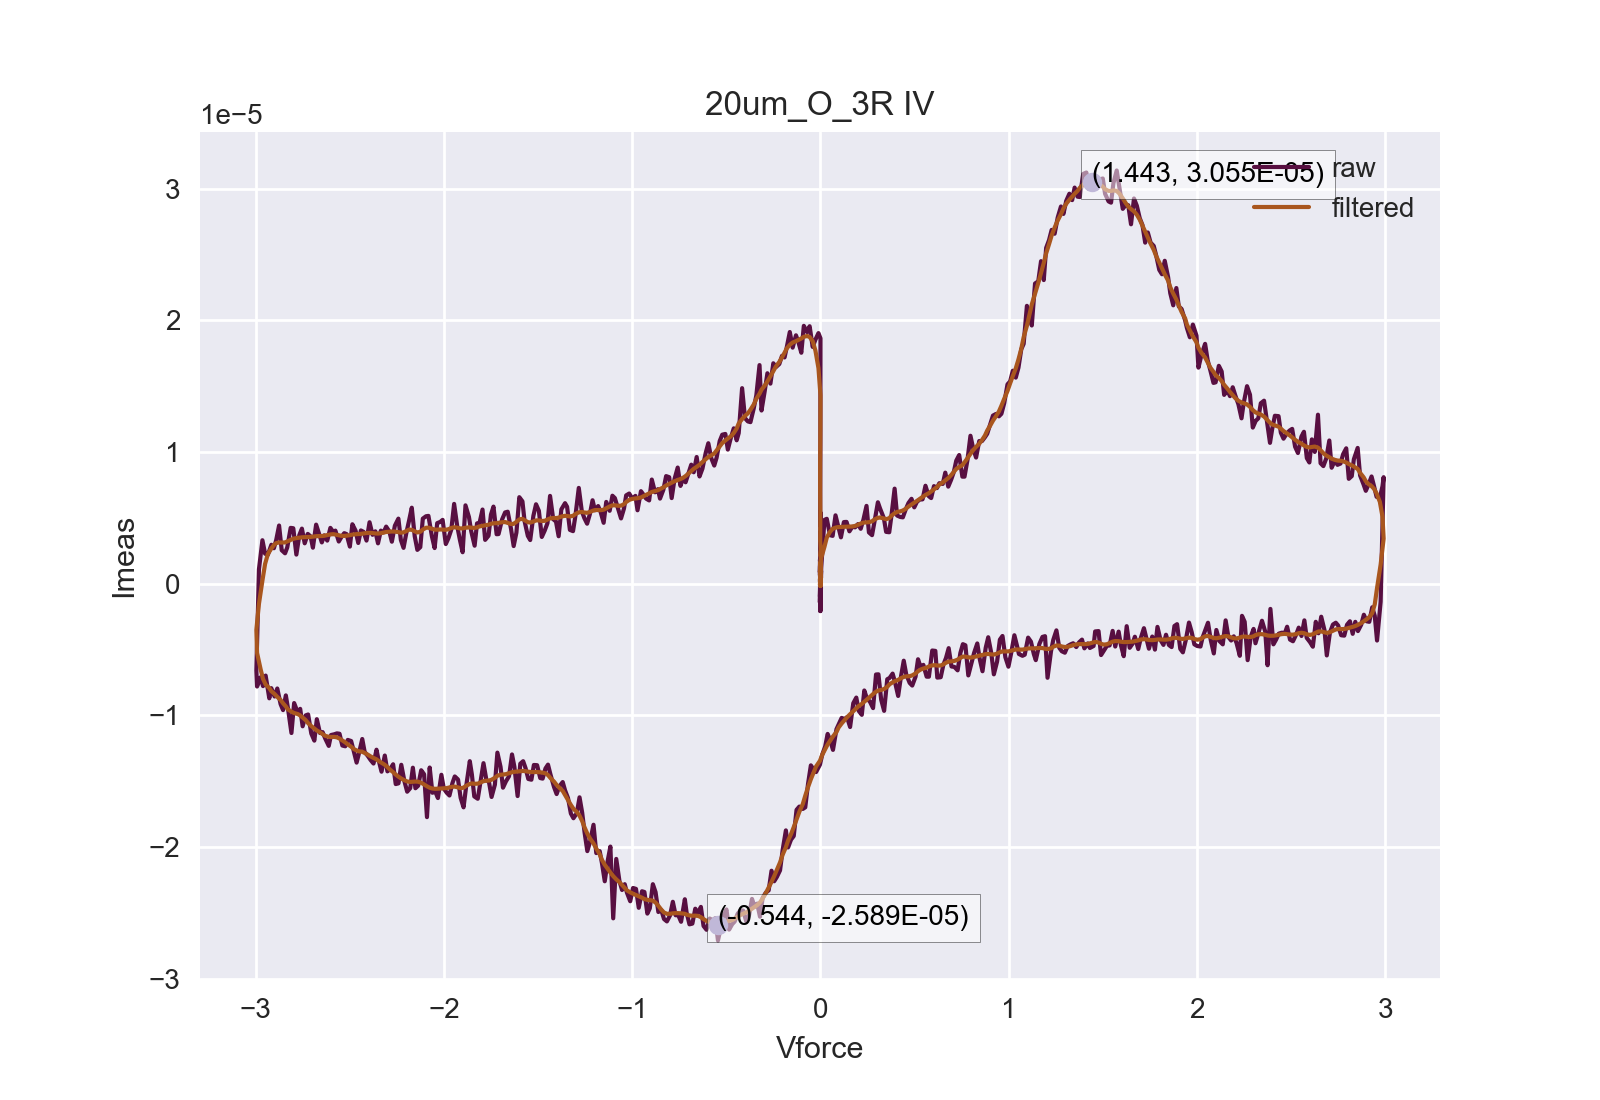 20um_O_3R IV
1e−5
(1.443, 3.055E-05)
raw
filtered
3
2
1
0
−1
−2
−3
Imeas
(-0.544, -2.589E-05)
−3
−2
−1
0
1
2
3
Vforce